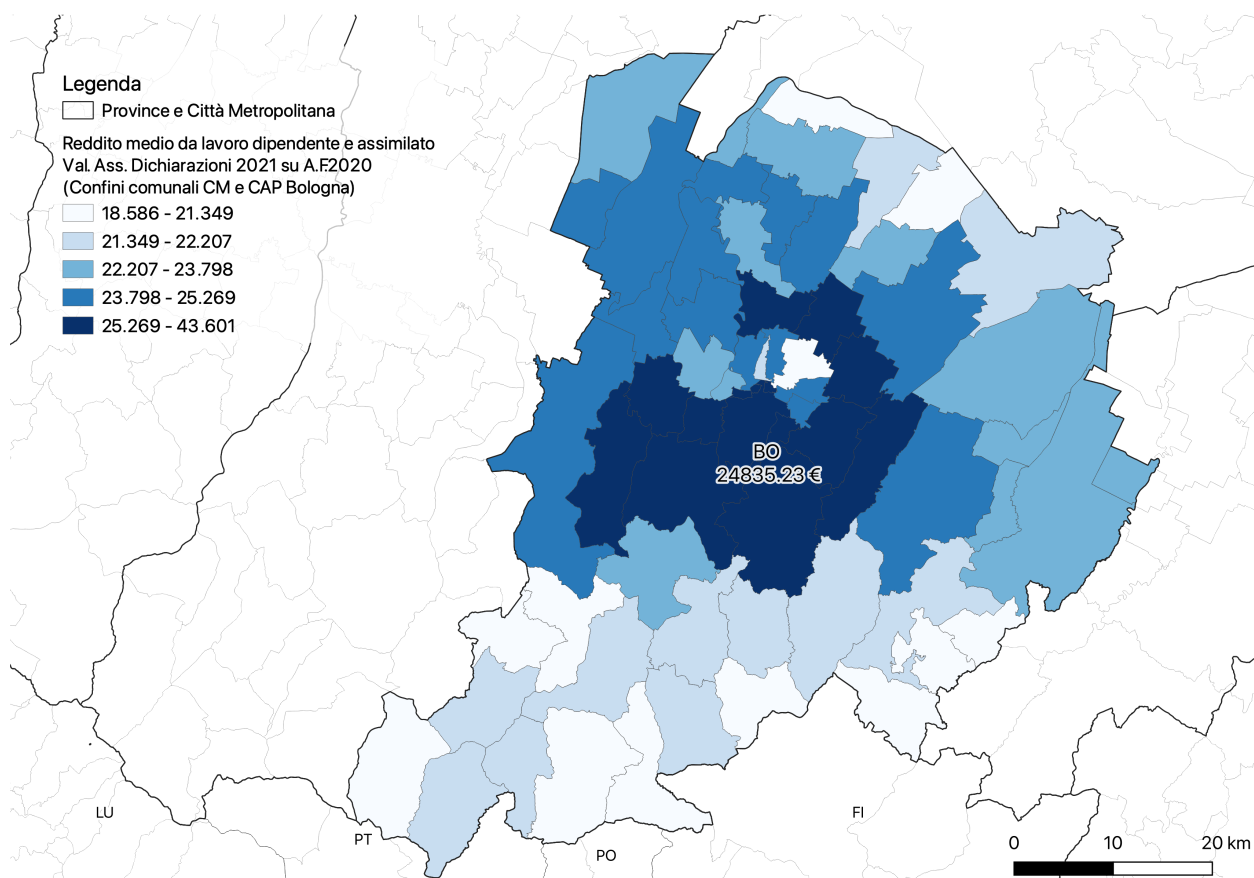 Legenda
Province e Città Metropolitana
Reddito medio da lavoro dipendente e assimilato
Val. Ass. Dichiarazioni 2021 su A.F.2020
(Confini comunali CM e CAP Bologna)
18.586 - 21.349
21.349 - 22.207
22.207 - 23.798
23.798 - 25.269
25.269 - 43.601
BO
24835.23 €
LU
PT
PO
FI
0 10 20 km